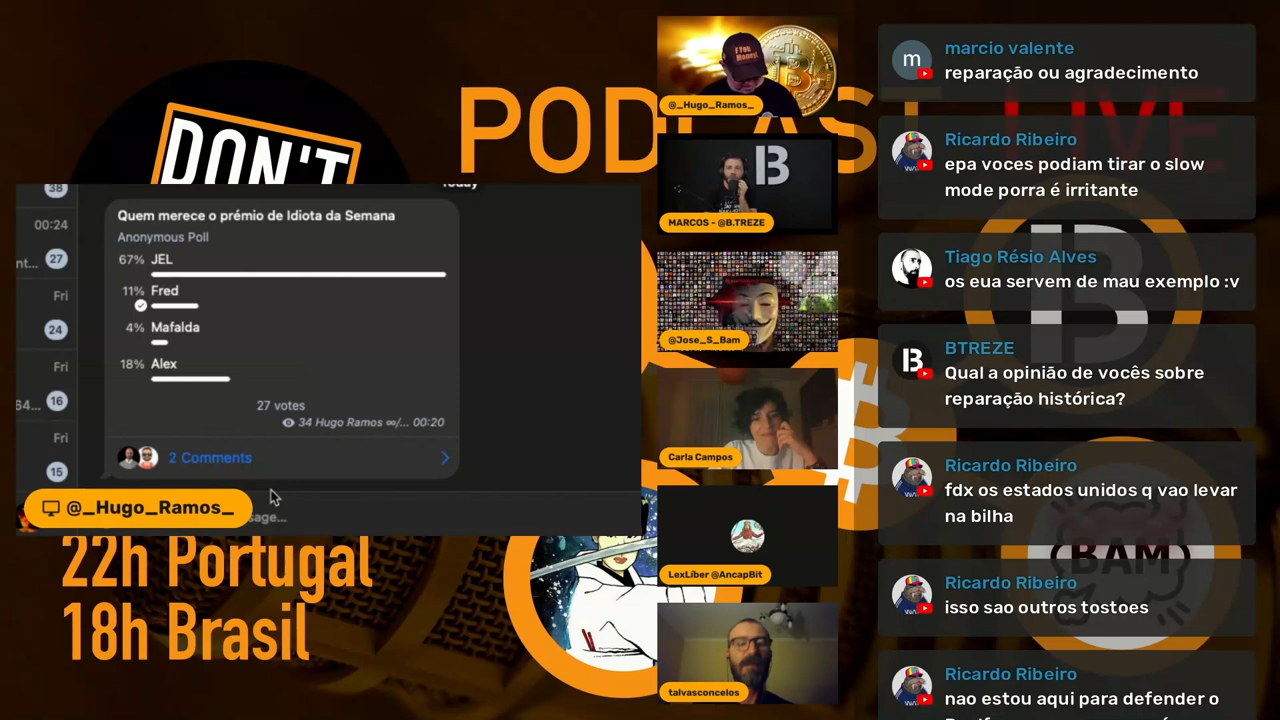 DON'T
PODCAST LIVE
38
Today
00:24
27
Fri
24
Fri
16
Fri
15
Quem merece o prémio de Idiota da Semana
Anonymous Poll
67% JEL
11% Fred
4% Mafalda
18% Alex
27 votes
34 Hugo Ramos ∞/... 00:20
2 Comments
@_Hugo_Ramos_
22h Portugal
18h Brasil
F You
Money!
@_Hugo_Ramos_
B
MARCOS - @B.TREZE
@Jose_S_Bam
Carla Campos
LexLíber @AncapBit
talvasconcelos
m
marcio valente
reparação ou agradecimento
Ricardo Ribeiro
epa voces podiam tirar o slow
mode porra é irritante
Tiago Résio Alves
os eua servem de mau exemplo :v
BTREZE
Qual a opinião de vocês sobre
reparação histórica?
Ricardo Ribeiro
fdx os estados unidos q vao levar
na bilha
Ricardo Ribeiro
isso sao outros tostoes
Ricardo Ribeiro
nao estou aqui para defender o
BAM